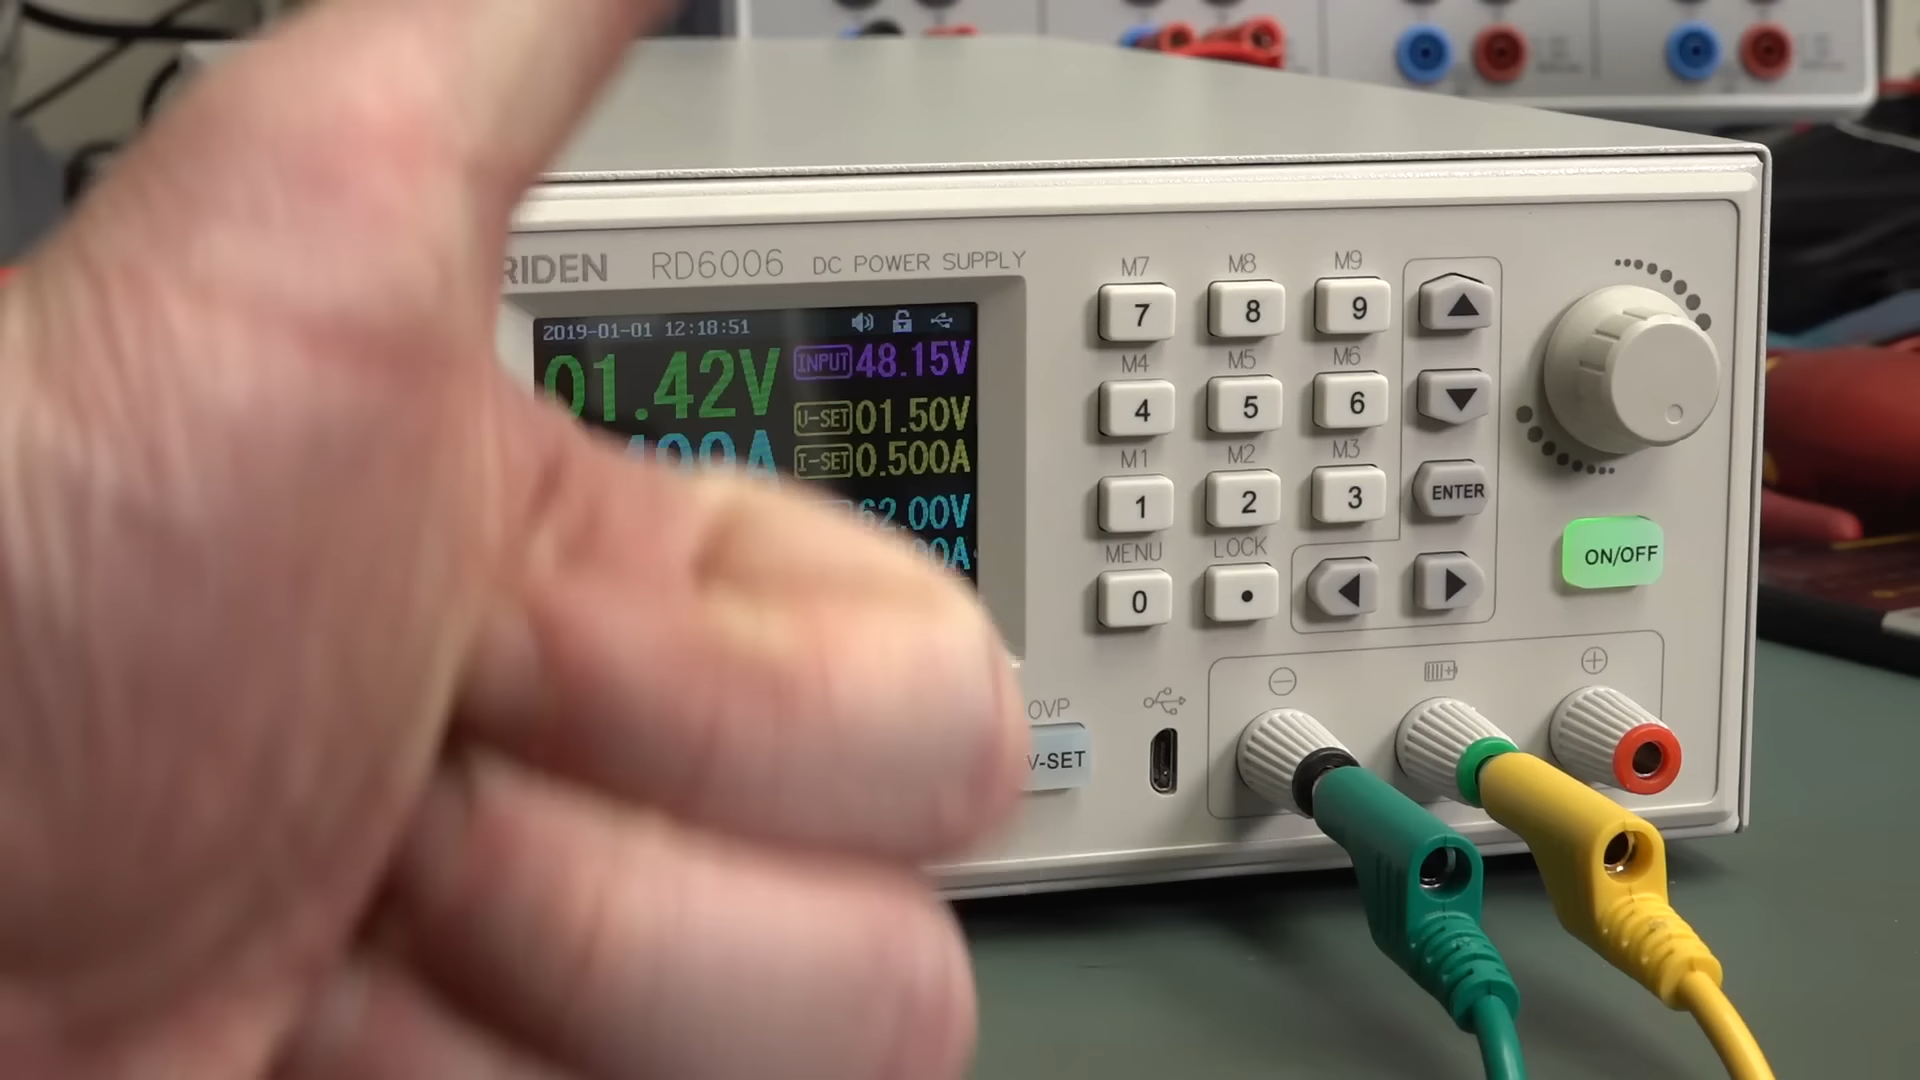 RIDEN RD6006 DC POWER SUPPLY
2019-01-01 12:18:51
01.42V
INPUT 48.15V
V-SET 01.50V
I-SET 0.500A
62.00V
M7 M8 M9
7 8 9
M4 M5 M6
4 5 6
M1 M2 M3
1 2 3 ENTER
MENU LOCK
0 •
ON/OFF
OVP
V-SET